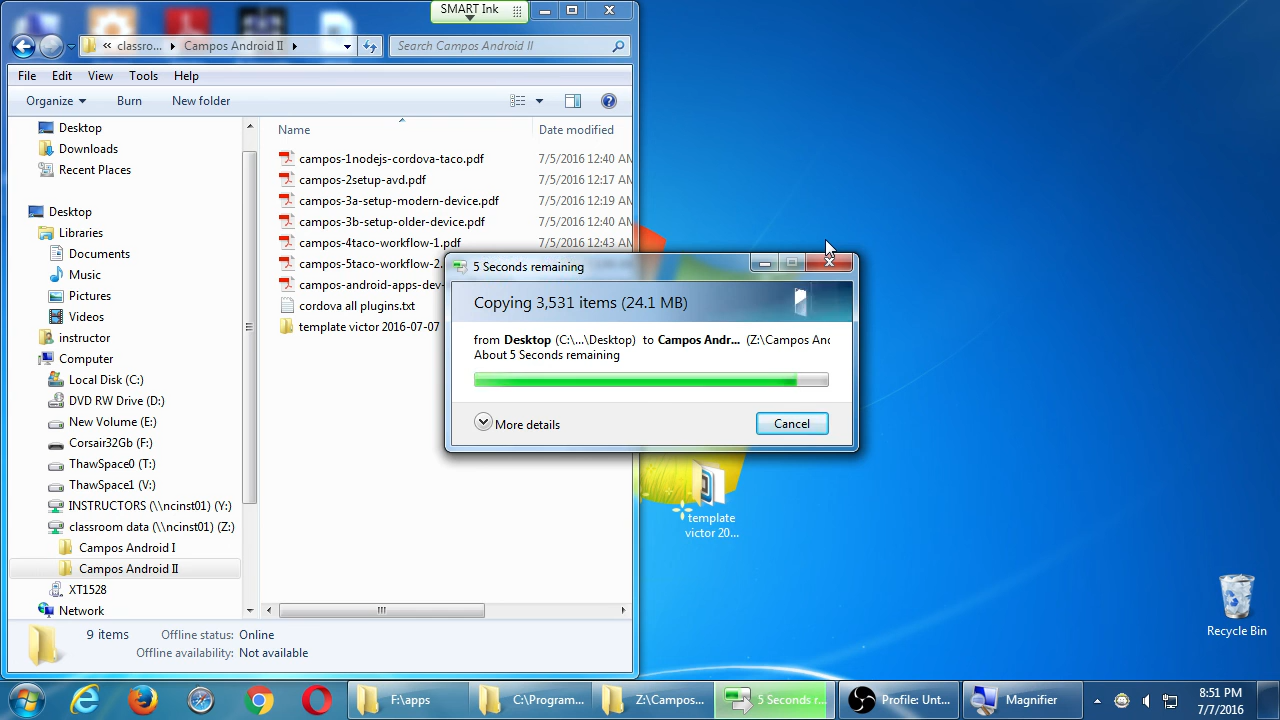 SMART Ink
classro...
Campos Android II
Search Campos Android II
File Edit View Tools Help
Organize Burn New folder
Desktop
Downloads
Recent Places
Desktop
Libraries
Documents
Music
Pictures
Videos
instructor
Computer
Local Disk (C:)
DVD RW Drive (D:)
New Volume (E:)
Corsair32Gb (F:)
ThawSpace0 (T:)
ThawSpace1 (V:)
INSTRUCTORS (\\ncinst01) (Y:)
classroom data (\\ncinst01) (Z:)
Campos Android I
Campos Android II
XT1528
Network
Name Date modified
campos-1nodejs-cordova-taco.pdf 7/5/2016 12:40 AM
campos-2setup-avd.pdf 7/5/2016 12:17 AM
campos-3a-setup-modern-device.pdf 7/5/2016 12:19 AM
campos-3b-setup-older-device.pdf 7/5/2016 12:40 AM
campos-4taco-workflow-1.pdf 7/5/2016 12:43 AM
campos-5taco-workflow-2.
campos-android-apps-dev-
cordova all plugins.txt
template victor 2016-07-07
9 items Offline status: Online
Offline availability: Not available
5 Seconds remaining
Copying 3,531 items (24.1 MB)
from Desktop (C:\...\Desktop) to Campos Andr... (Z:\Campos And
About 5 Seconds remaining
More details
Cancel
template
victor 20...
Recycle Bin
F:\apps
C:\Program...
Z:\Campos...
5 Seconds r...
Profile: Unt...
Magnifier
8:51 PM
7/7/2016